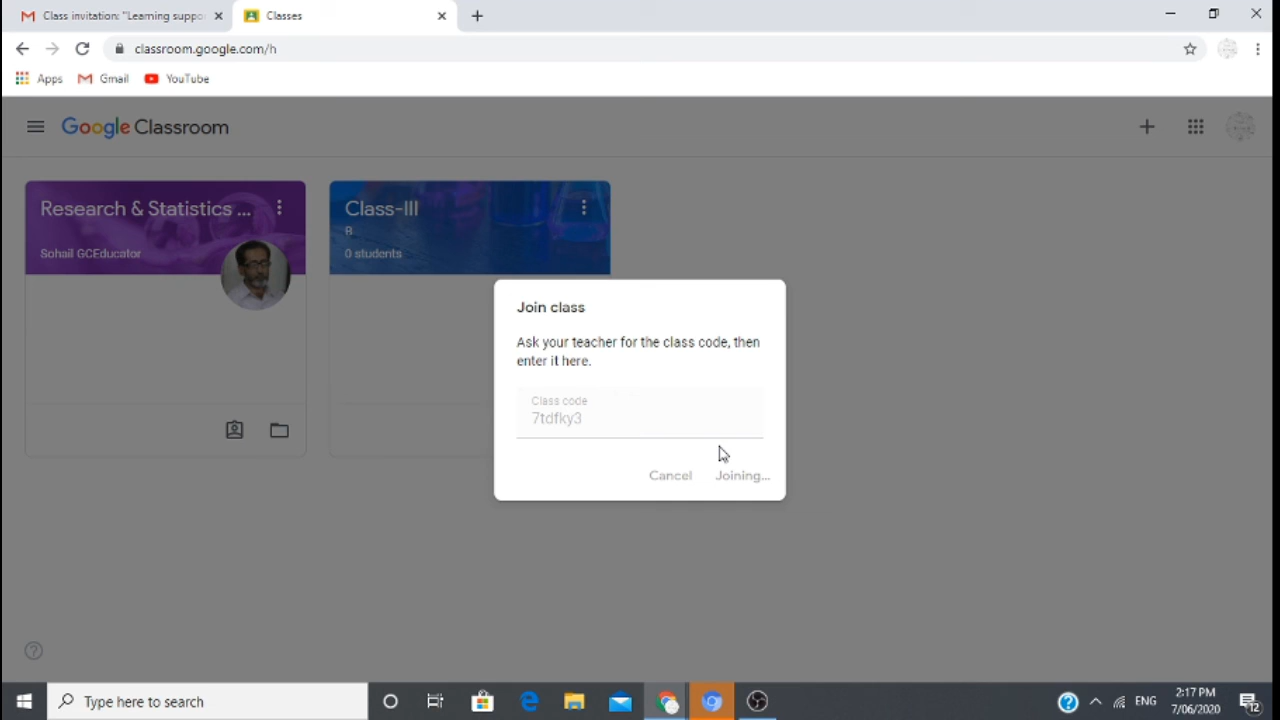 Class invitation: "Learning suppo
Classes
classroom.google.com/h
Apps
Gmail
YouTube
Google Classroom
Research & Statistics ...
Sohail GCEducator
Class-III
B
0 students
Join class
Ask your teacher for the class code, then
enter it here.
Class code
7tdfky3
Cancel
Joining...
Type here to search
ENG
2:17 PM
7/06/2020
12